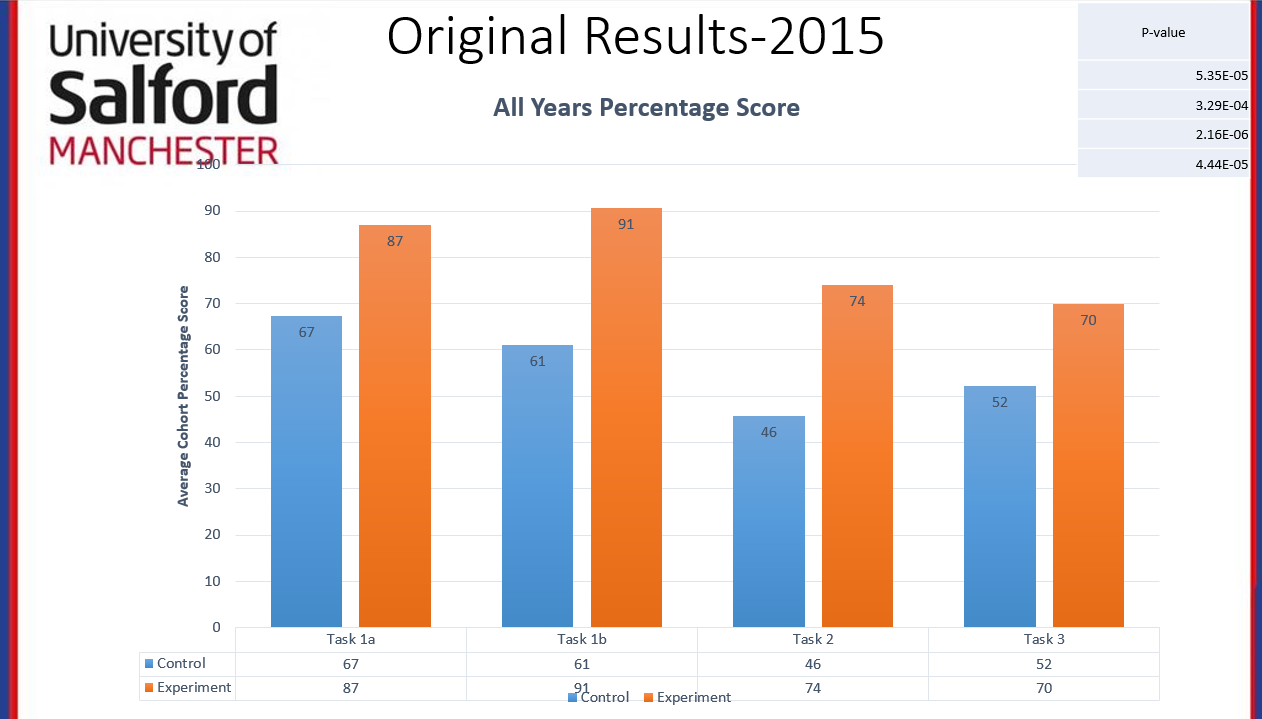 University of
Salford
MANCHESTER
Original Results-2015
All Years Percentage Score
P-value
5.35E-05
3.29E-04
2.16E-06
4.44E-05
Average Cohort Percentage Score
100
90
80
70
60
50
40
30
20
10
0
67
87
61
91
46
74
52
70
Task 1a Task 1b Task 2 Task 3
Control 67 61 46 52
Experiment 87 91 74 70
Control Experiment